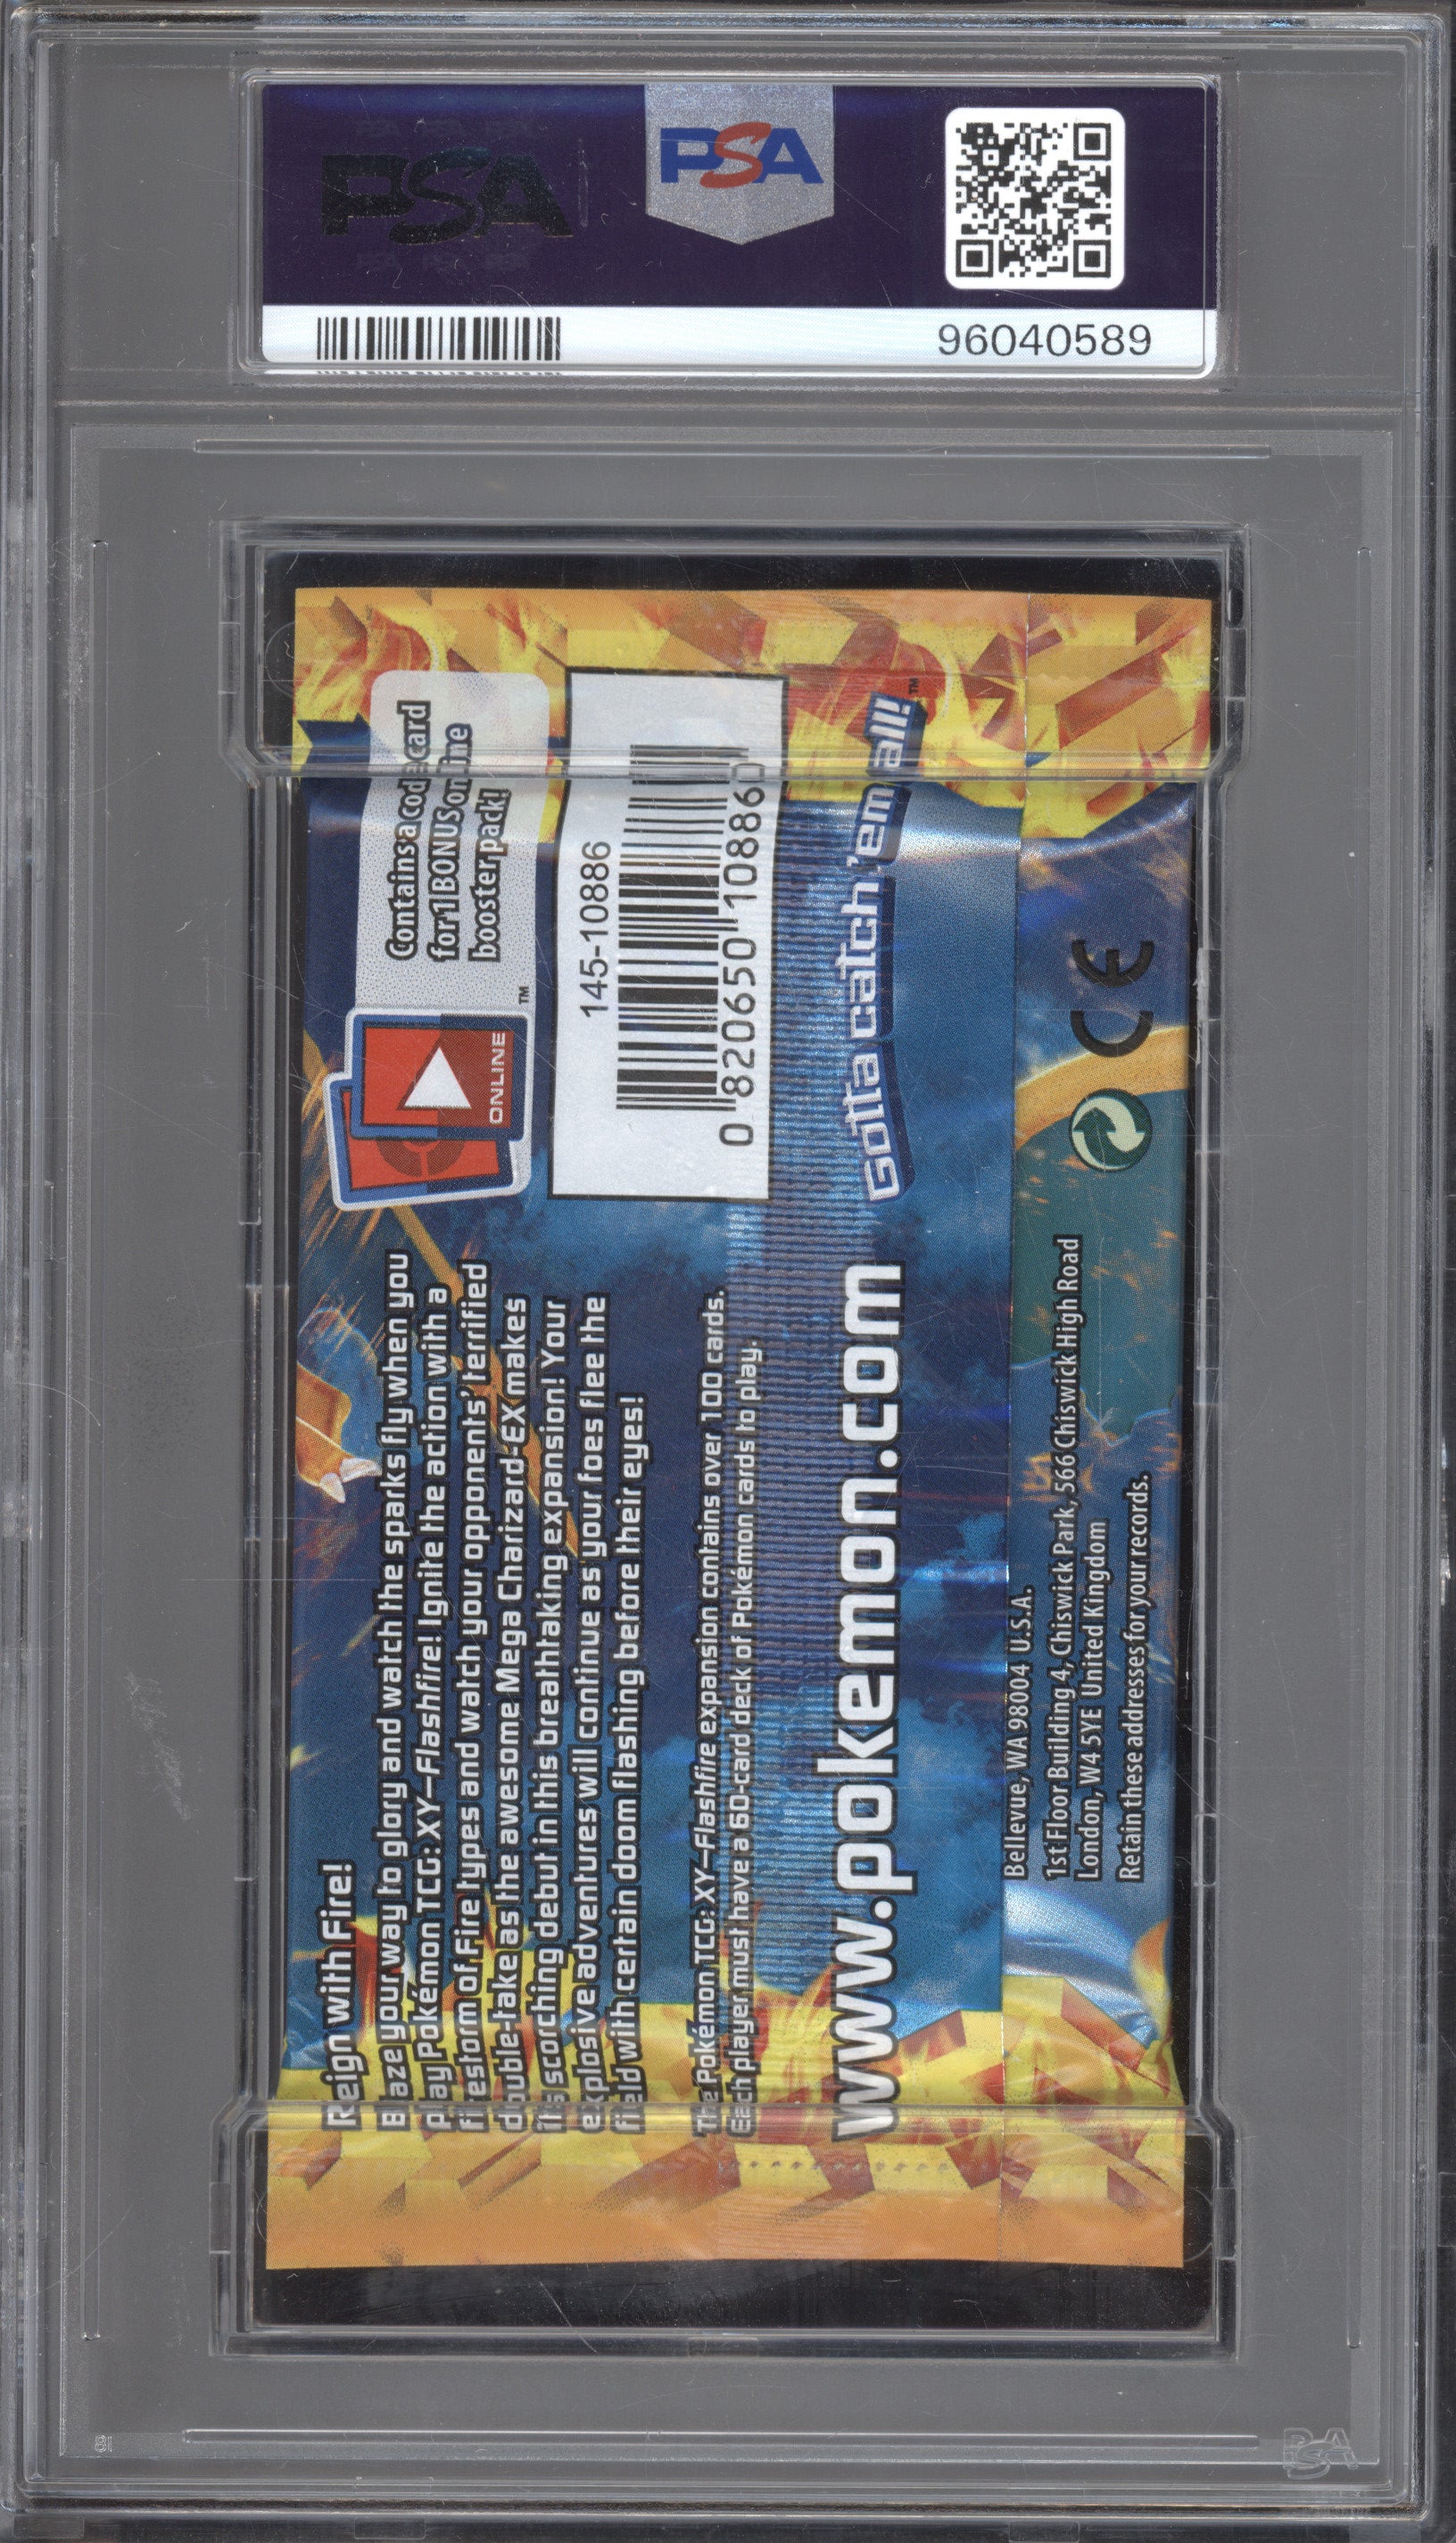 PSA
PSA
96040589
Contains a code card
for 1 BONUS online
booster pack!
ONLINE
TM
145-10886
0 820650 10886 0
Gotta catch 'em all!™
Reign with Fire!
Blaze your way to glory and watch the sparks fly when you
play Pokémon TCG: XY—Flashfire! Ignite the action with a
firestorm of Fire types and watch your opponents' terrified
double-take as the awesome Mega Charizard-EX makes
its scorching debut in this breathtaking expansion! Your
explosive adventures will continue as your foes flee the
field with certain doom flashing before their eyes!
The Pokémon TCG: XY—Flashfire expansion contains over 100 cards.
Each player must have a 60-card deck of Pokémon cards to play.
www.pokemon.com
CE
Bellevue, WA 98004 U.S.A.
1st Floor Building 4, Chiswick Park, 566 Chiswick High Road
London, W4 5YE United Kingdom
Retain these addresses for your records.
PSA